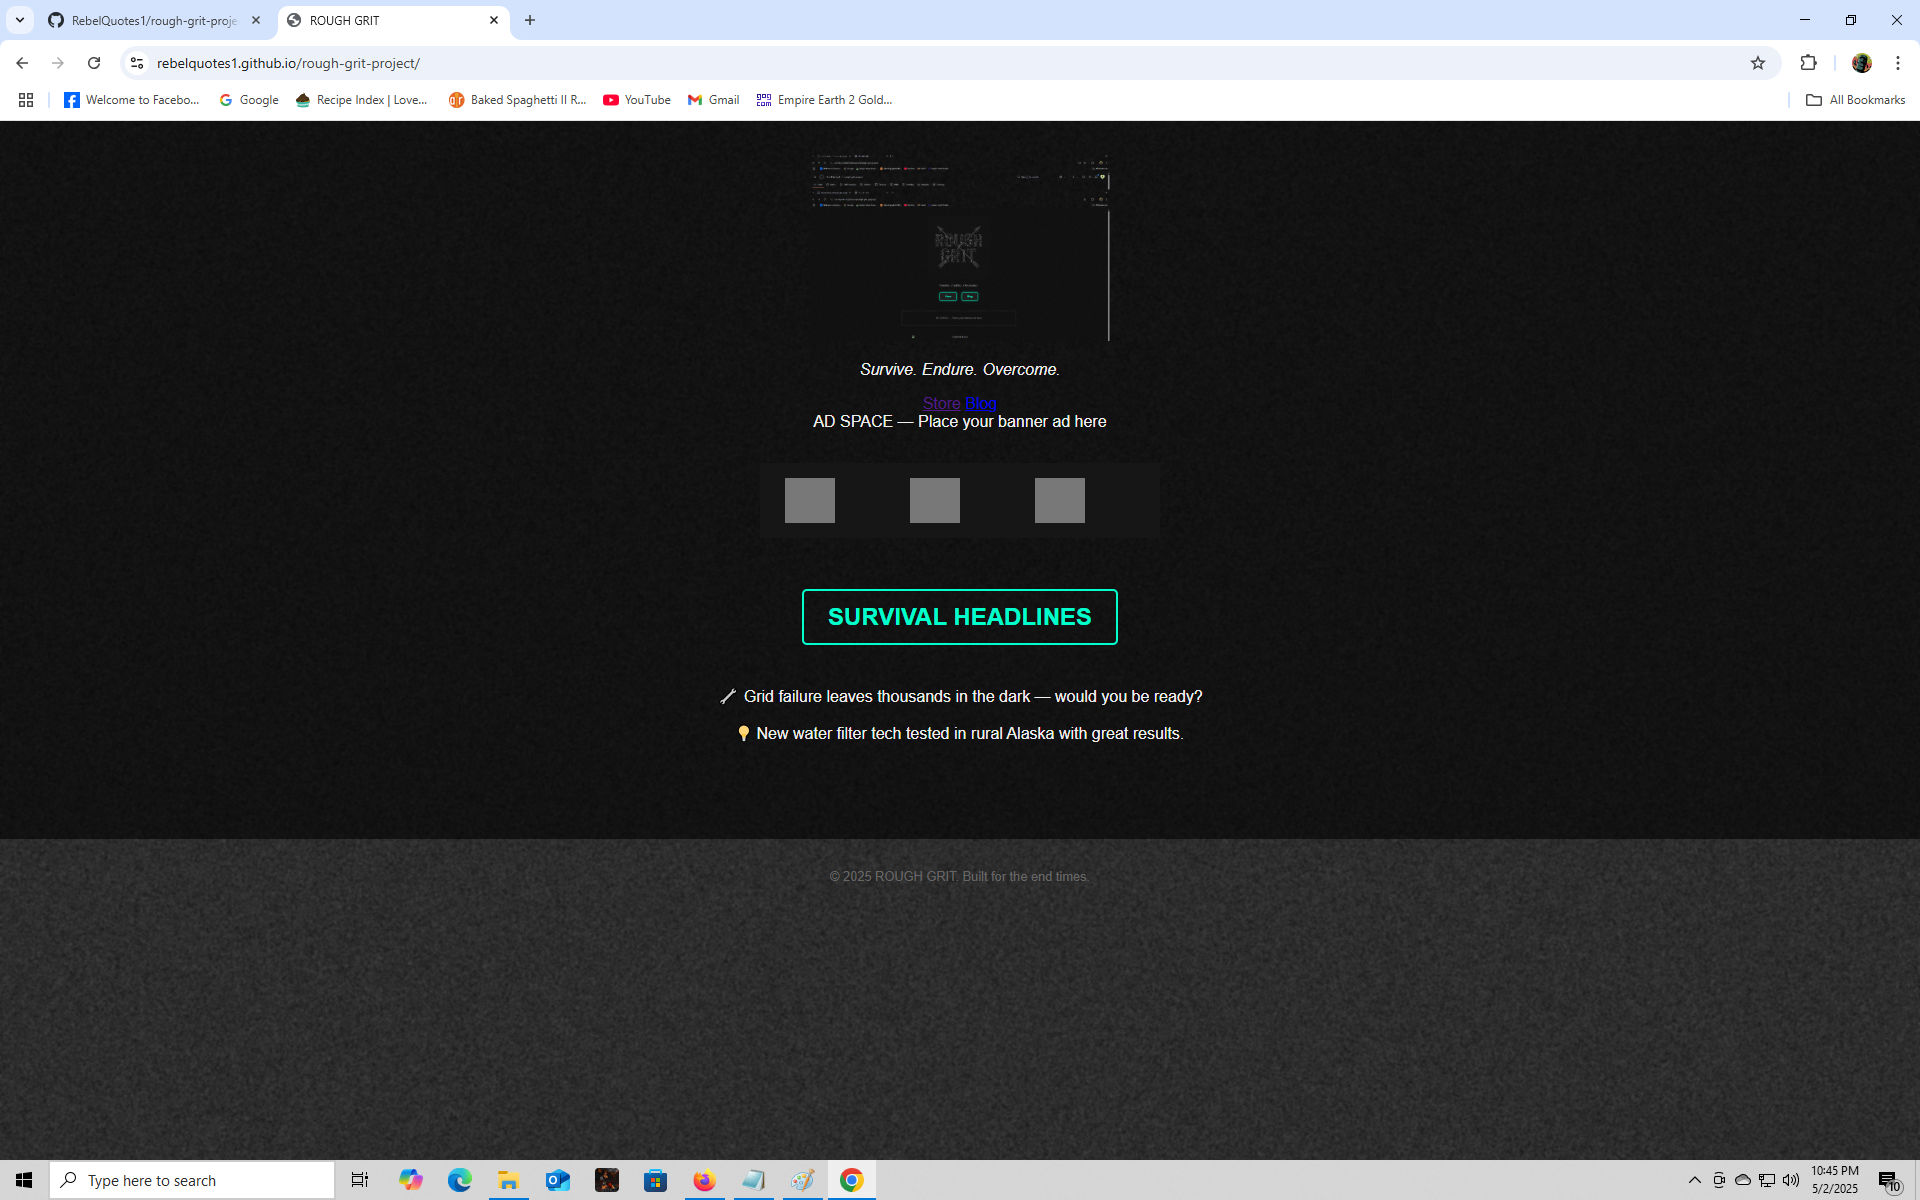 RebelQuotes1/rough-grit-proje
ROUGH GRIT
rebelquotes1.github.io/rough-grit-project/
Welcome to Facebo...
Google
Recipe Index | Love...
Baked Spaghetti II R...
YouTube
Gmail
Empire Earth 2 Gold...
All Bookmarks
ROUGH
GRIT
Survive. Endure. Overcome.
Store Blog
AD SPACE — Place your banner ad here
SURVIVAL HEADLINES
Grid failure leaves thousands in the dark — would you be ready?
New water filter tech tested in rural Alaska with great results.
© 2025 ROUGH GRIT. Built for the end times.
Type here to search
10:45 PM
5/2/2025
10